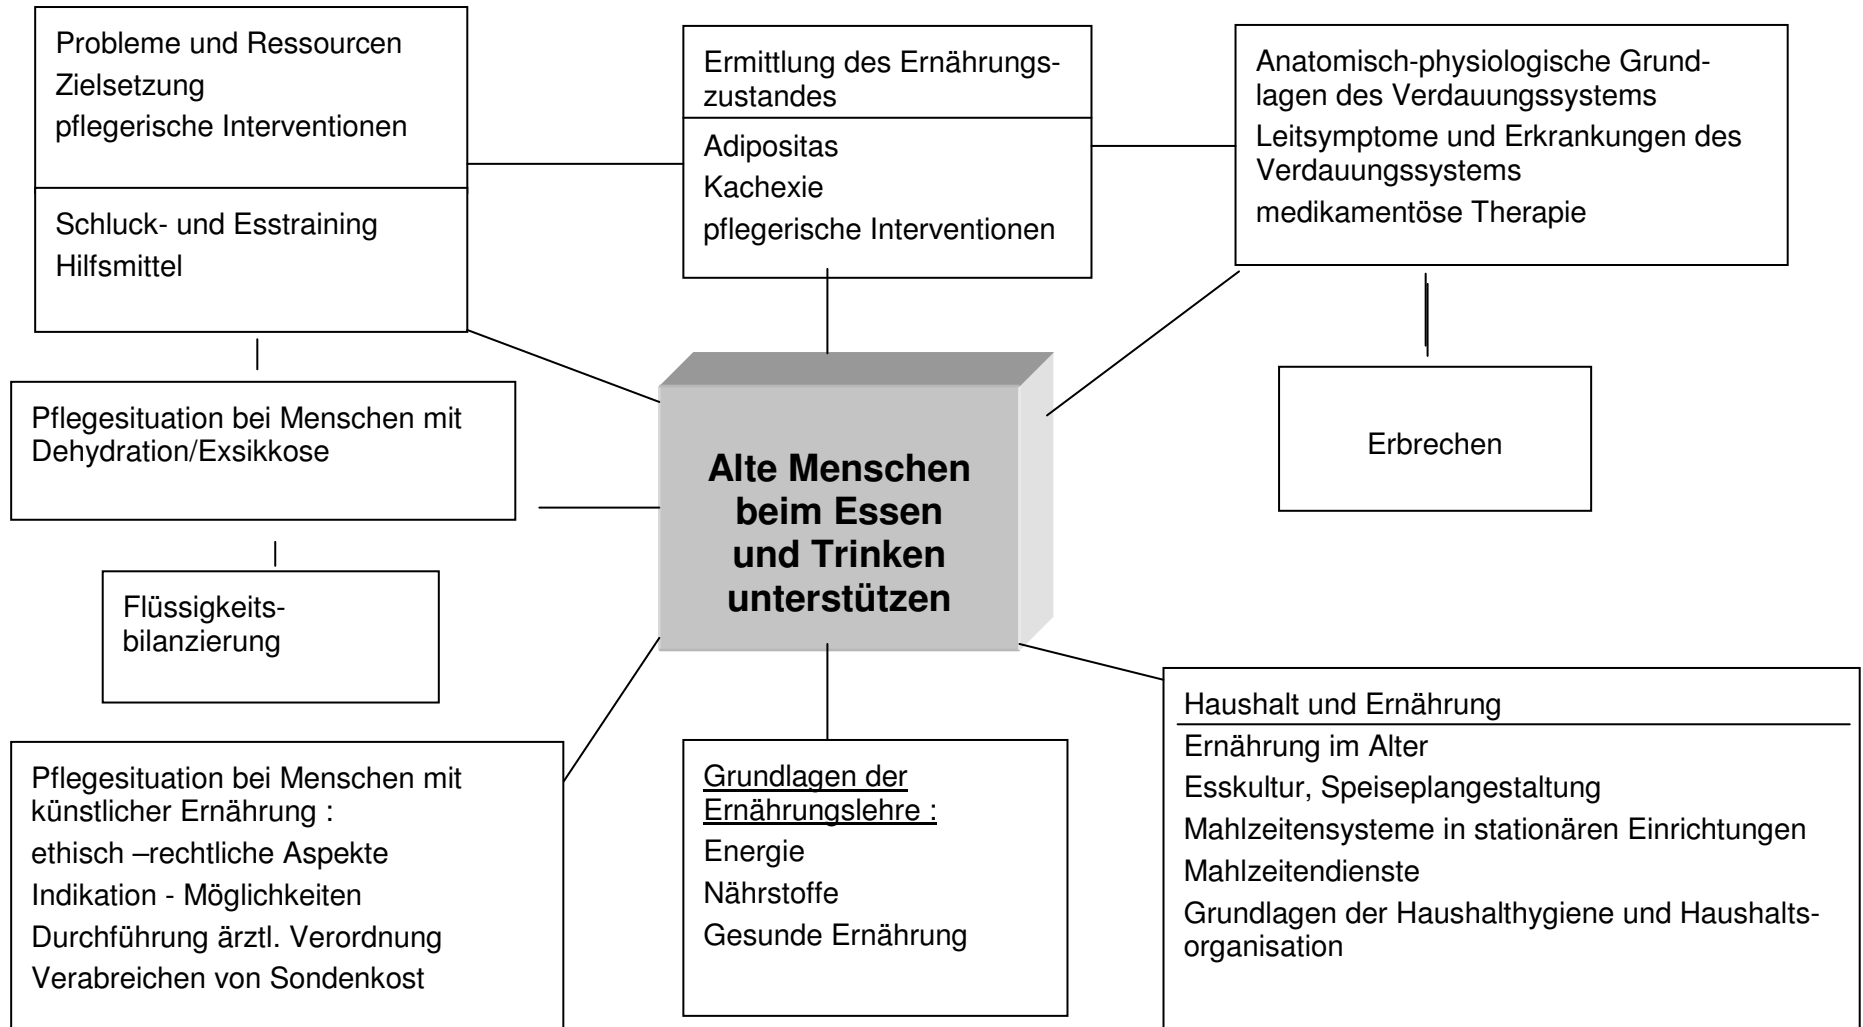 Probleme und Ressourcen
Zielsetzung
pflegerische Interventionen
Schluck- und Esstraining
Hilfsmittel
Ermittlung des Ernährungs-
zustandes
Adipositas
Kachexie
pflegerische Interventionen
Anatomisch-physiologische Grund-
lagen des Verdauungssystems
Leitsymptome und Erkrankungen des
Verdauungssystems
medikamentöse Therapie
Pflegesituation bei Menschen mit
Dehydration/Exsikkose
Alte Menschen
beim Essen
und Trinken
unterstützen
Erbrechen
Flüssigkeits-
bilanzierung
Pflegesituation bei Menschen mit
künstlicher Ernährung :
ethisch –rechtliche Aspekte
Indikation - Möglichkeiten
Durchführung ärztl. Verordnung
Verabreichen von Sondenkost
Grundlagen der
Ernährungslehre :
Energie
Nährstoffe
Gesunde Ernährung
Haushalt und Ernährung
Ernährung im Alter
Esskultur, Speiseplangestaltung
Mahlzeitensysteme in stationären Einrichtungen
Mahlzeitendienste
Grundlagen der Haushalthygiene und Haushalts-
organisation